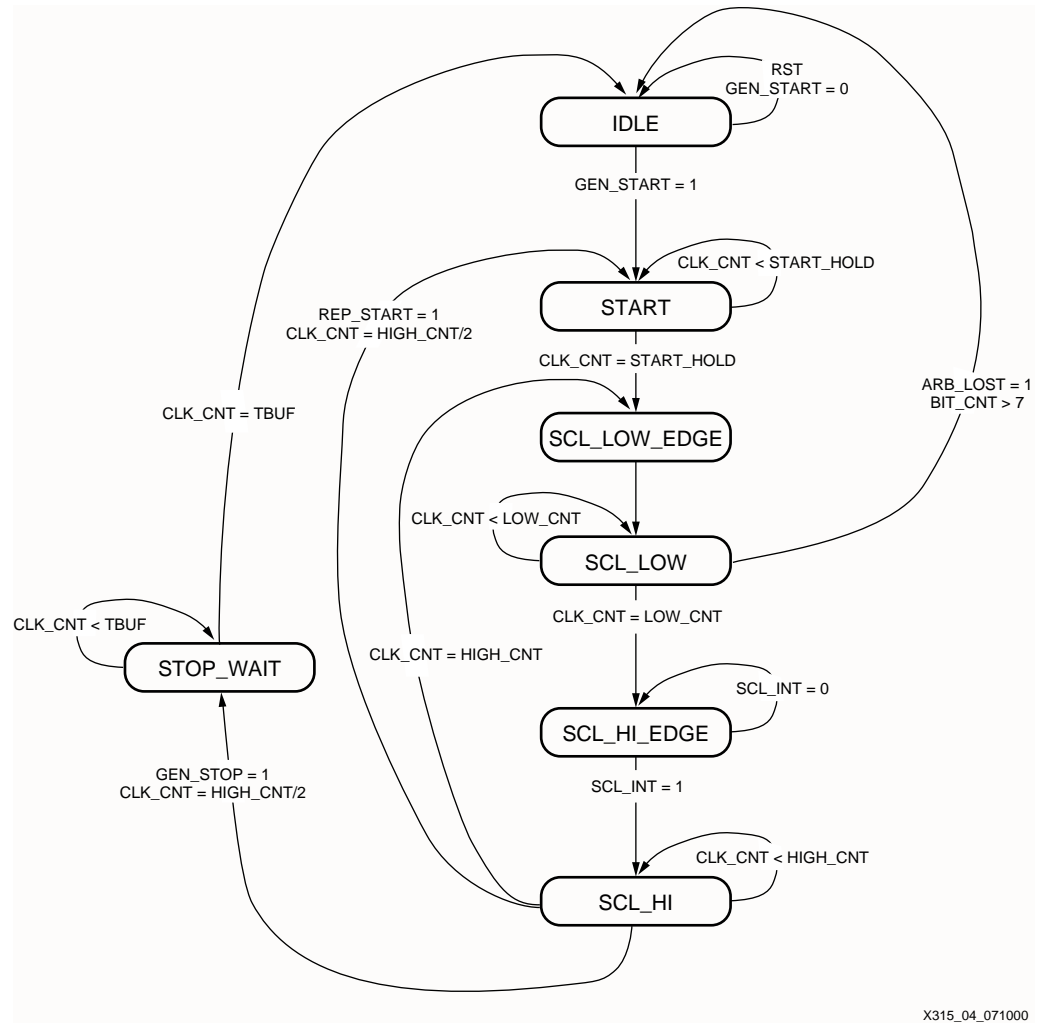 RST
GEN_START = 0
IDLE
GEN_START = 1
CLK_CNT < START_HOLD
START
REP_START = 1
CLK_CNT = HIGH_CNT/2
CLK_CNT = START_HOLD
ARB_LOST = 1
BIT_CNT > 7
CLK_CNT = TBUF
SCL_LOW_EDGE
CLK_CNT < LOW_CNT
SCL_LOW
CLK_CNT = LOW_CNT
CLK_CNT < TBUF
STOP_WAIT
CLK_CNT = HIGH_CNT
SCL_INT = 0
SCL_HI_EDGE
GEN_STOP = 1
CLK_CNT = HIGH_CNT/2
SCL_INT = 1
CLK_CNT < HIGH_CNT
SCL_HI
X315_04_071000